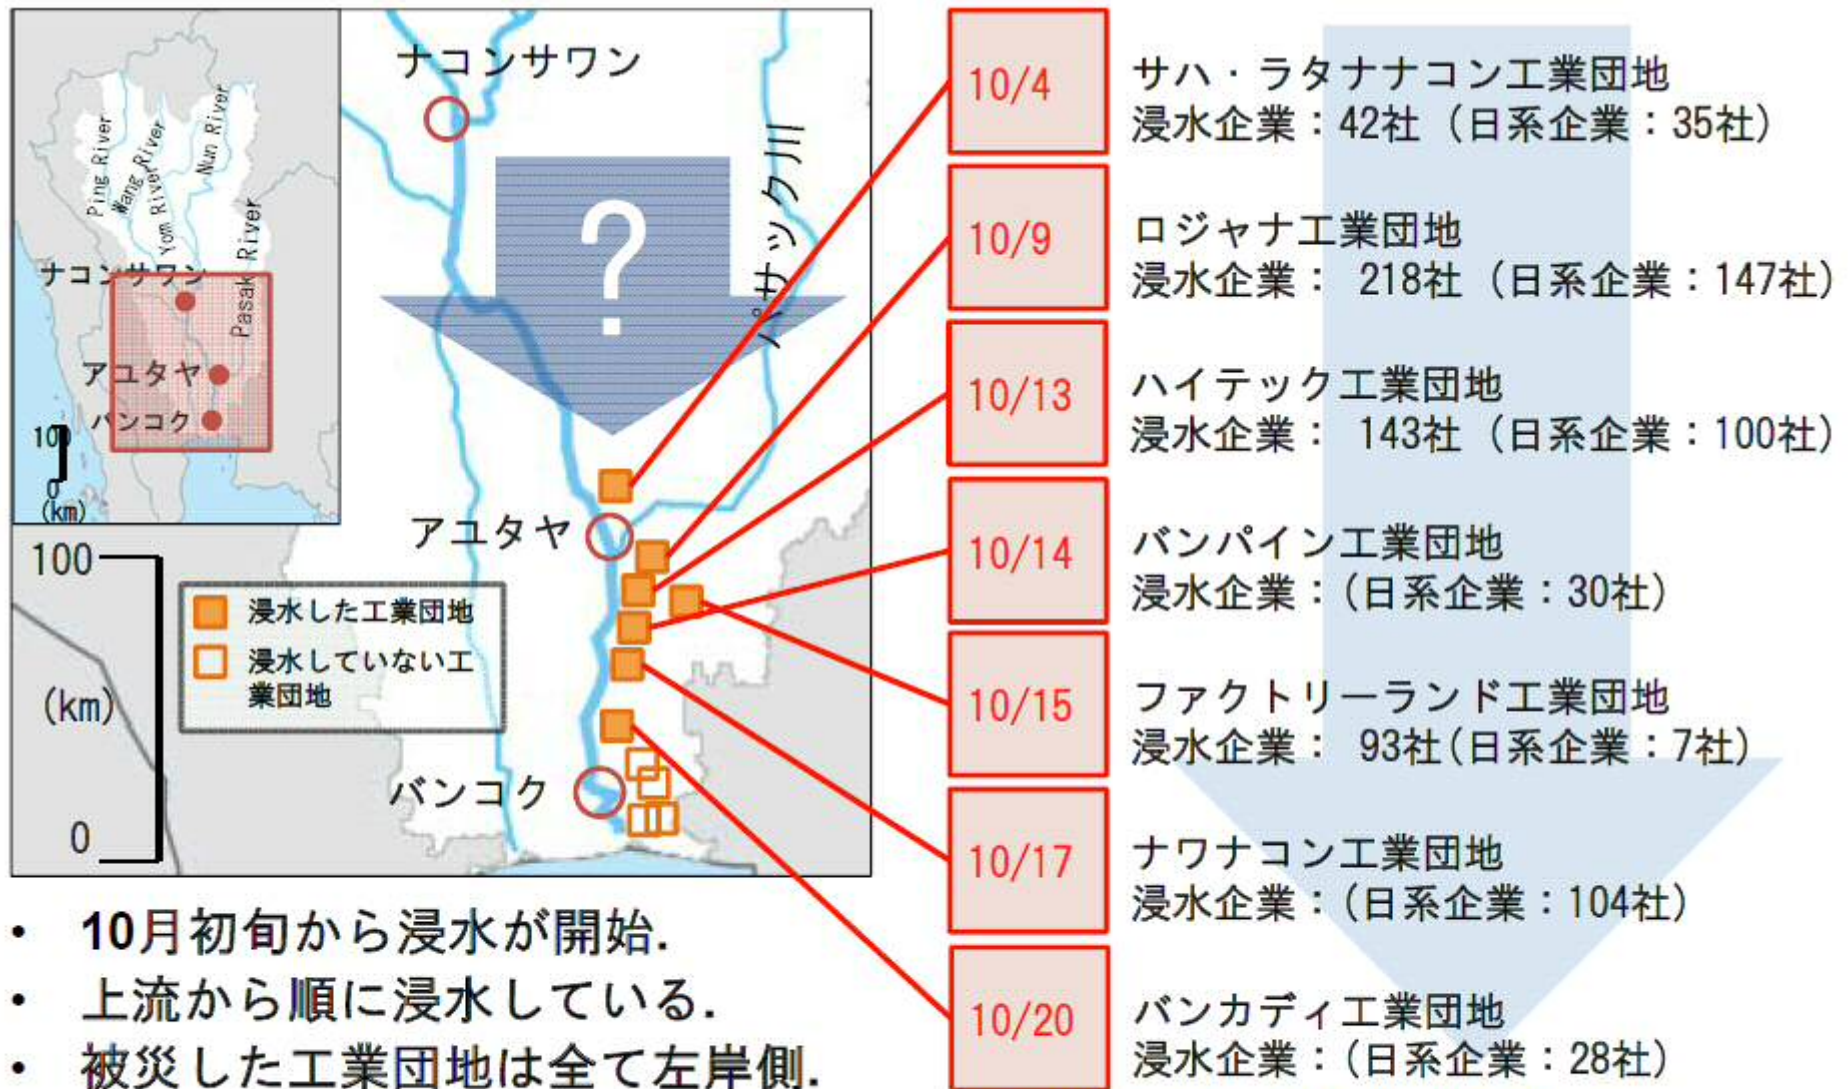 Ping River
Wang River
Yom River
Nun River
Pasak River
ナコンサワン
アユタヤ
バンコク
100
0
(km)
ナコンサワン
パサック川
?
アユタヤ
バンコク
100
(km)
0
浸水した工業団地
浸水していない工
業団地
10/4
サハ・ラタナナコン工業団地
浸水企業：42社（日系企業：35社）
10/9
ロジャナ工業団地
浸水企業： 218社（日系企業：147社）
10/13
ハイテック工業団地
浸水企業： 143社（日系企業：100社）
10/14
バンパイン工業団地
浸水企業：(日系企業：30社）
10/15
ファクトリーランド工業団地
浸水企業： 93社(日系企業：7社）
10/17
ナワナコン工業団地
浸水企業：(日系企業：104社）
10/20
バンカディ工業団地
浸水企業：(日系企業：28社）
• 10月初旬から浸水が開始．
• 上流から順に浸水している．
• 被災した工業団地は全て左岸側．